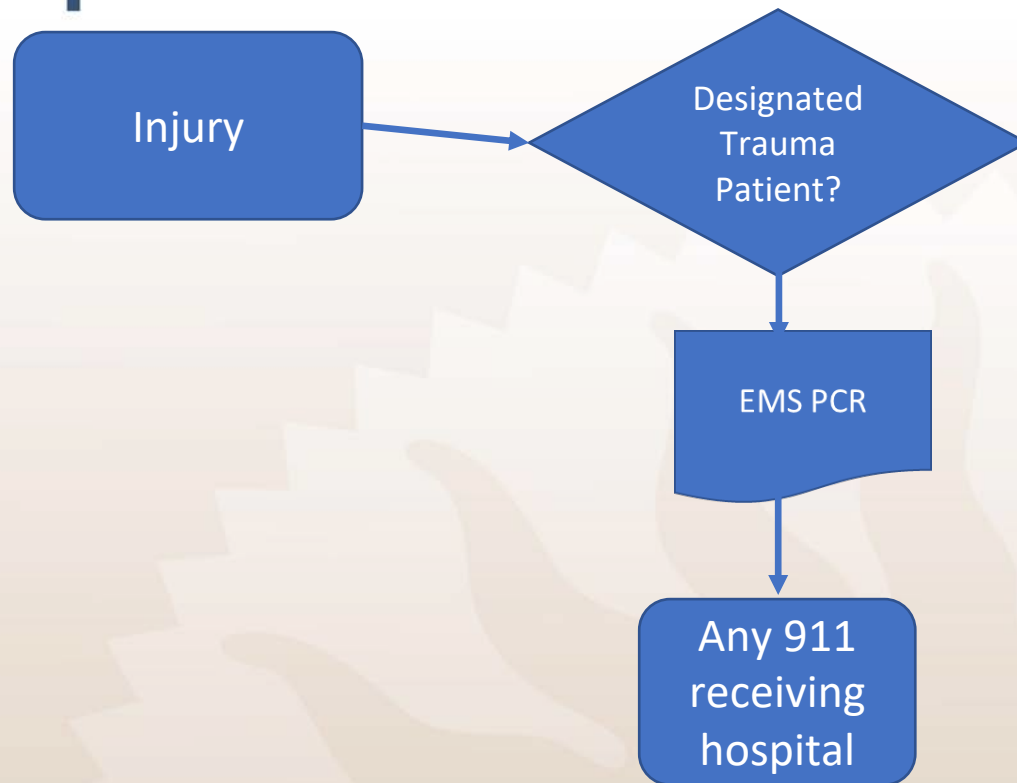 Injury
Designated
Trauma
Patient?
EMS PCR
Any 911
receiving
hospital